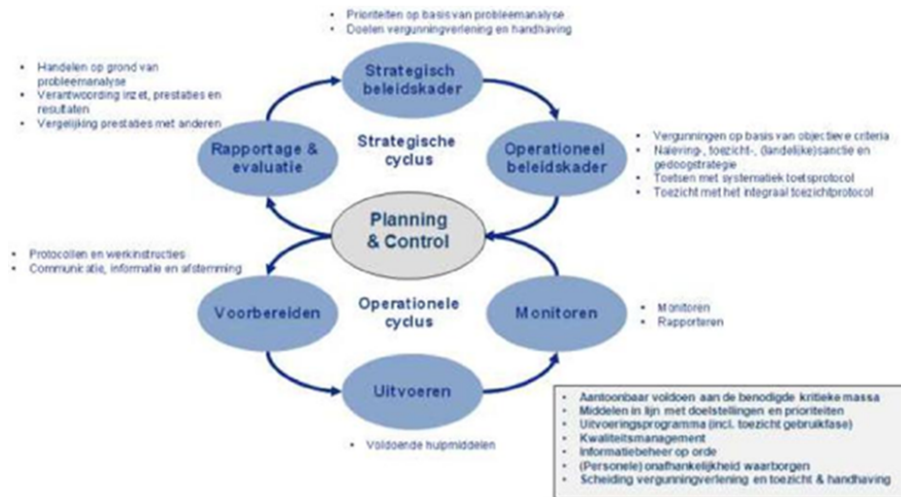 • Prioriteiten op basis van probleemanalyse
• Doelen vergunningverlening en handhaving
• Handelen op grond van
probleemanalyse
• Verantwoording inzet, prestaties en
resultaten
• Vergelijking prestaties met anderen
Strategisch
beleidskader
Rapportage &
evaluatie
Strategische
cyclus
Operationeel
beleidskader
• Vergunningen op basis van objectieve criteria
• Naleving-, toezicht-, (landelijke)sanctie en
gedoogstrategie
• Toetsen met systematiek toetsprotocol
• Toezicht met het integraal toezichtprotocol
Planning
& Control
• Protocollen en werkinstructies
• Communicatie, informatie en afstemming
Voorbereiden
Operationele
cyclus
Monitoren
• Monitoren
• Rapporteren
Uitvoeren
• Voldoende hulpmiddelen
• Aantoonbaar voldoen aan de benodigde kritieke massa
• Middelen in lijn met doelstellingen en prioriteiten
• Uitvoeringsprogramma (incl. toezicht gebruikfase)
• Kwaliteitsmanagement
• Informatiebeheer op orde
• (Personele) onafhankelijkheid waarborgen
• Scheiding vergunningverlening en toezicht & handhaving